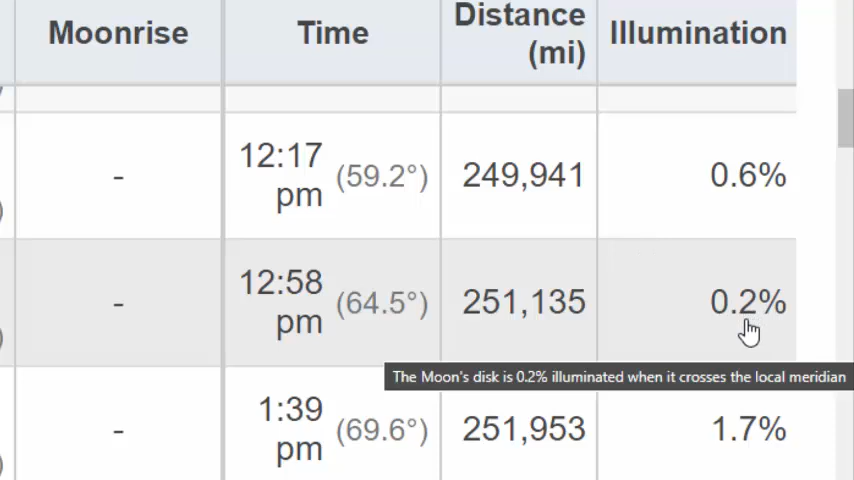 Moonrise Time Distance (mi) Illumination
- 12:17 pm (59.2°) 249,941 0.6%
- 12:58 pm (64.5°) 251,135 0.2%
The Moon's disk is 0.2% illuminated when it crosses the local meridian
- 1:39 pm (69.6°) 251,953 1.7%